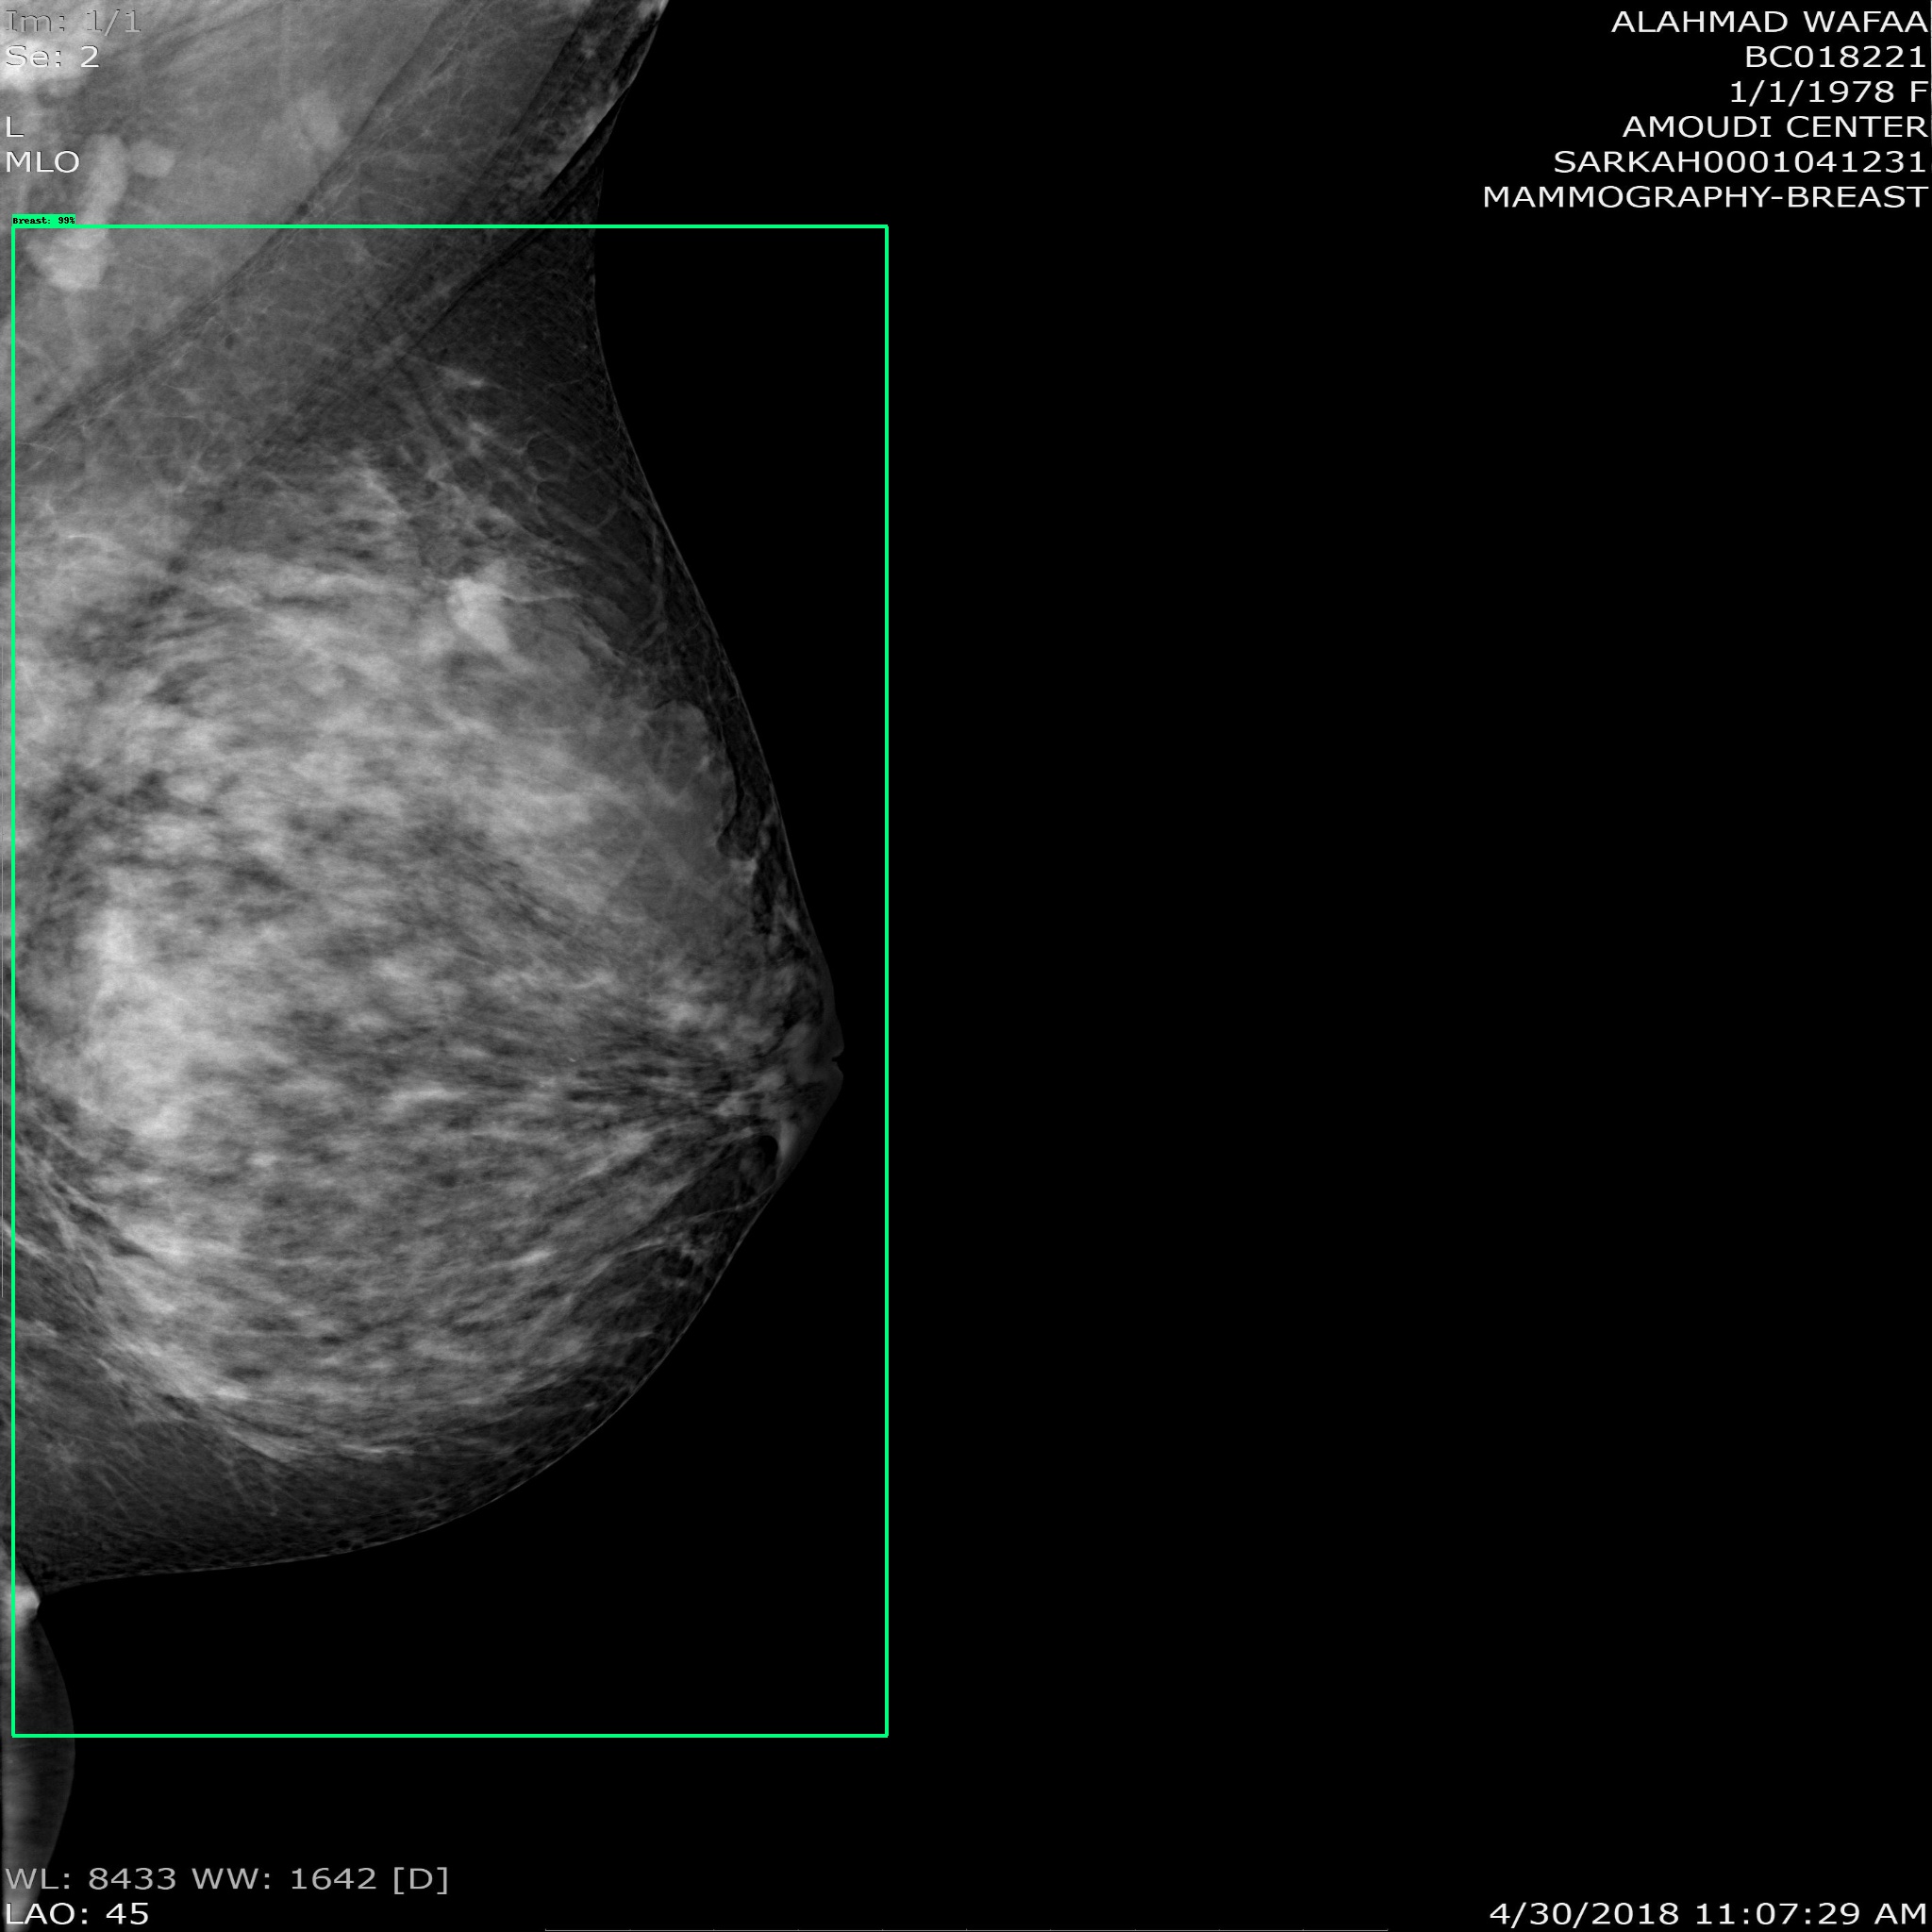 Im: 1/1
Se: 2
L
MLO
ALAHMAD WAFAA
BC018221
1/1/1978 F
AMOUDI CENTER
SARKAH0001041231
MAMMOGRAPHY-BREAST
Breast: 99%
WL: 8433 WW: 1642 [D]
LAO: 45
4/30/2018 11:07:29 AM